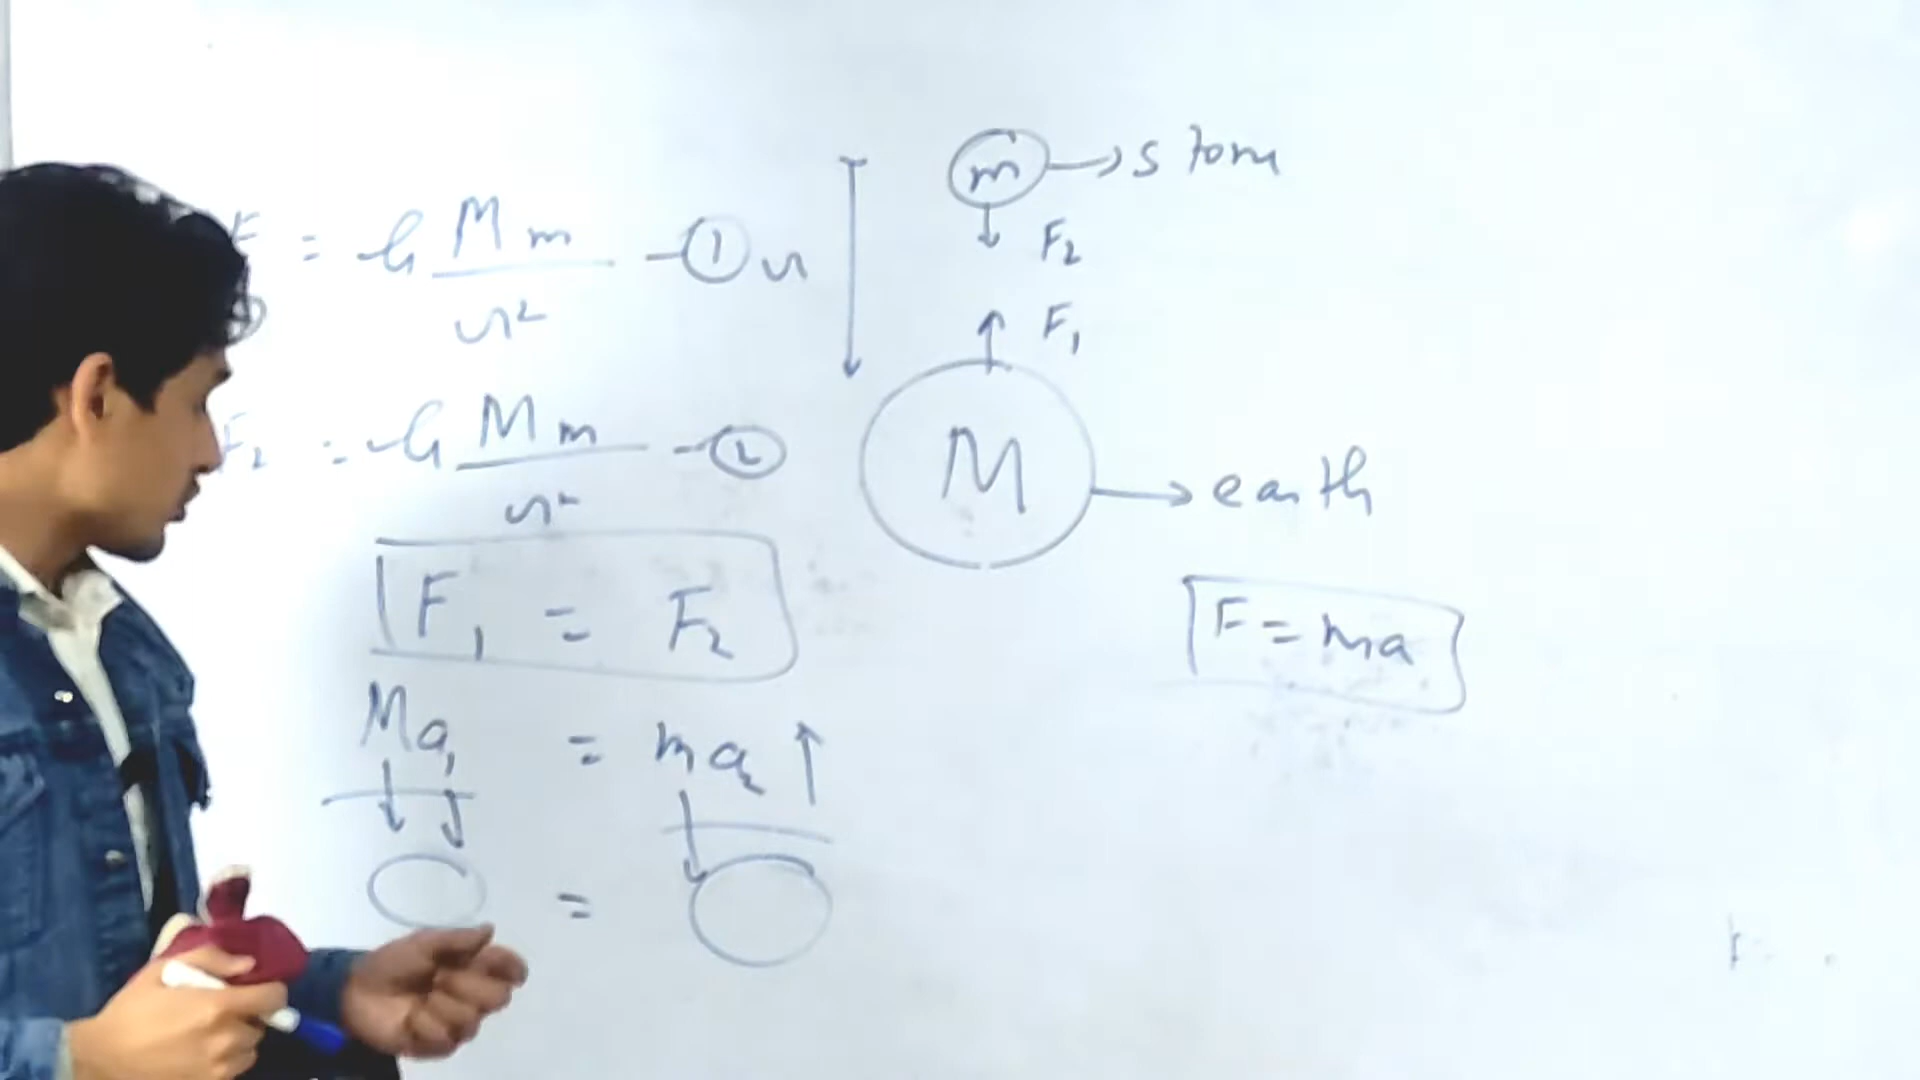 F = G Mm/r² - ①
F₂ = G Mm/r² - ②
F₁ = F₂
Ma₁ = ma₂ ↑
=
r
m → stone
F₂
F₁
M → earth
F = ma